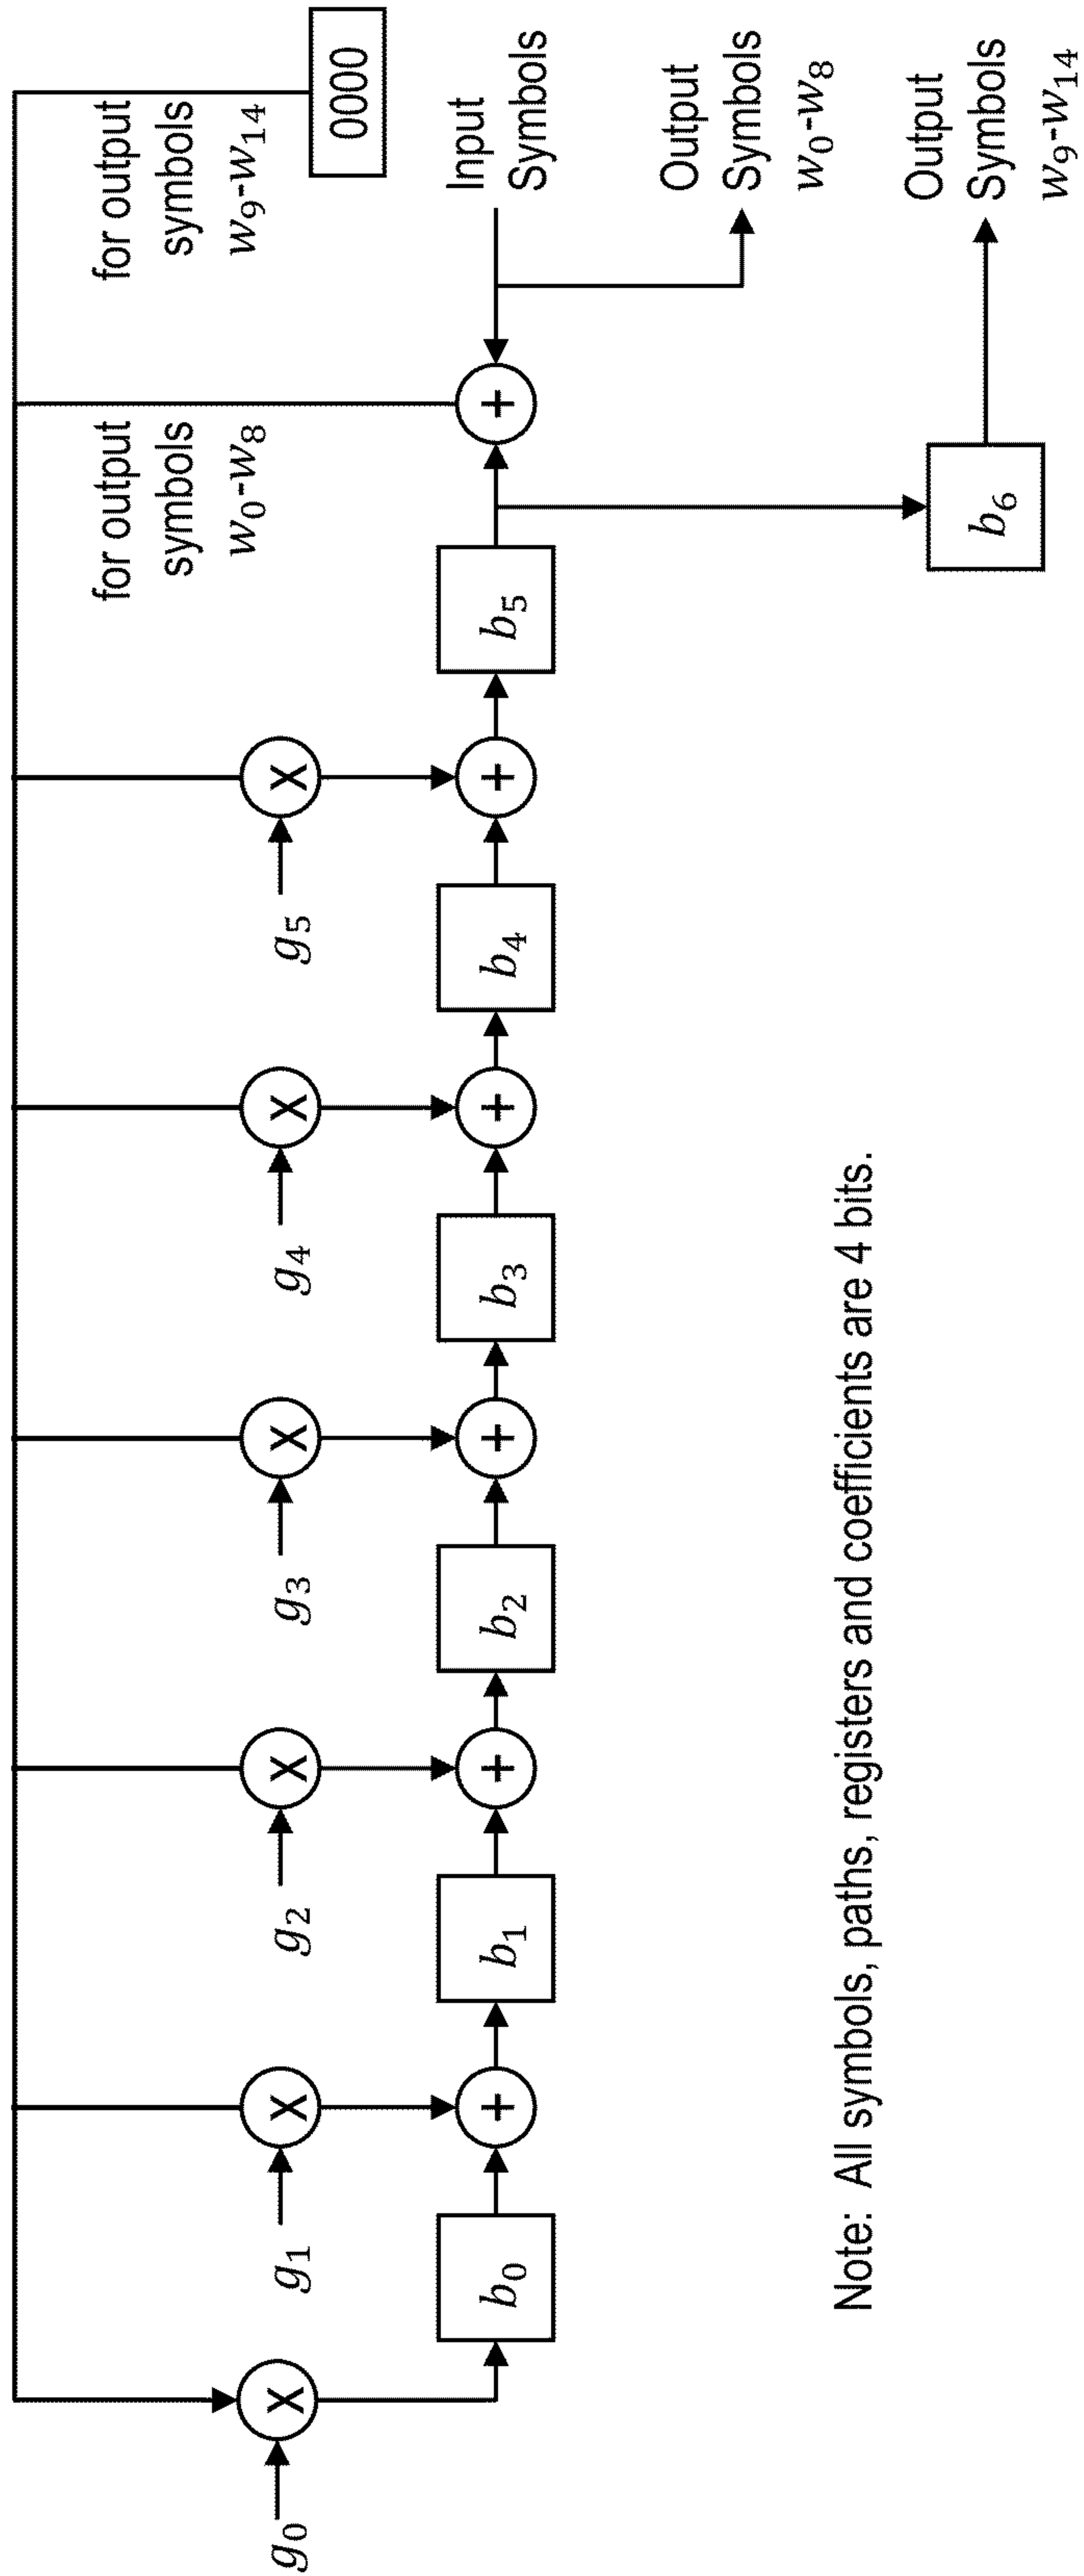 for output
symbols
w₉-w₁₄
0000
for output
symbols
w₀-w₈
g₀
g₁
g₂
g₃
g₄
g₅
X
X
X
X
X
X
b₀
+
b₁
+
b₂
+
b₃
+
b₄
+
b₅
+
Input
Symbols
Output
Symbols
w₀-w₈
b₆
Output
Symbols
w₉-w₁₄
Note: All symbols, paths, registers and coefficients are 4 bits.